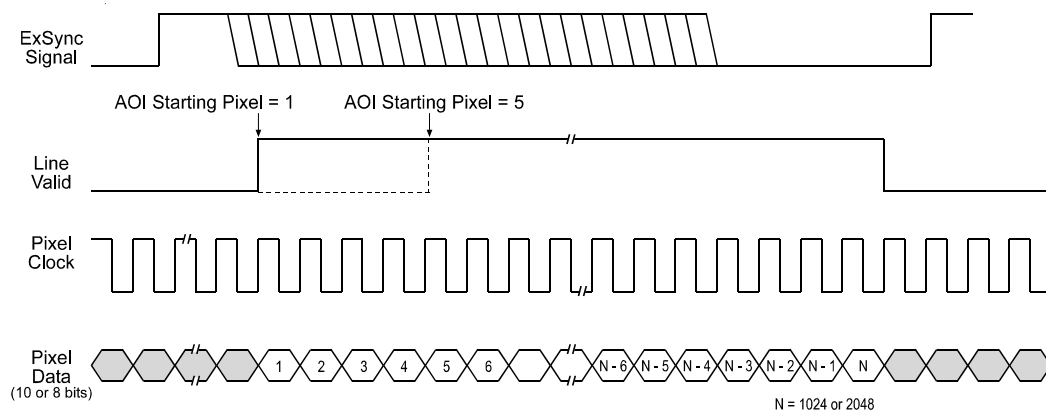 ExSync
Signal
AOI Starting Pixel = 1 AOI Starting Pixel = 5
Line
Valid
Pixel
Clock
Pixel
Data
(10 or 8 bits)
1 2 3 4 5 6 N - 6 N - 5 N - 4 N - 3 N - 2 N - 1 N
N = 1024 or 2048